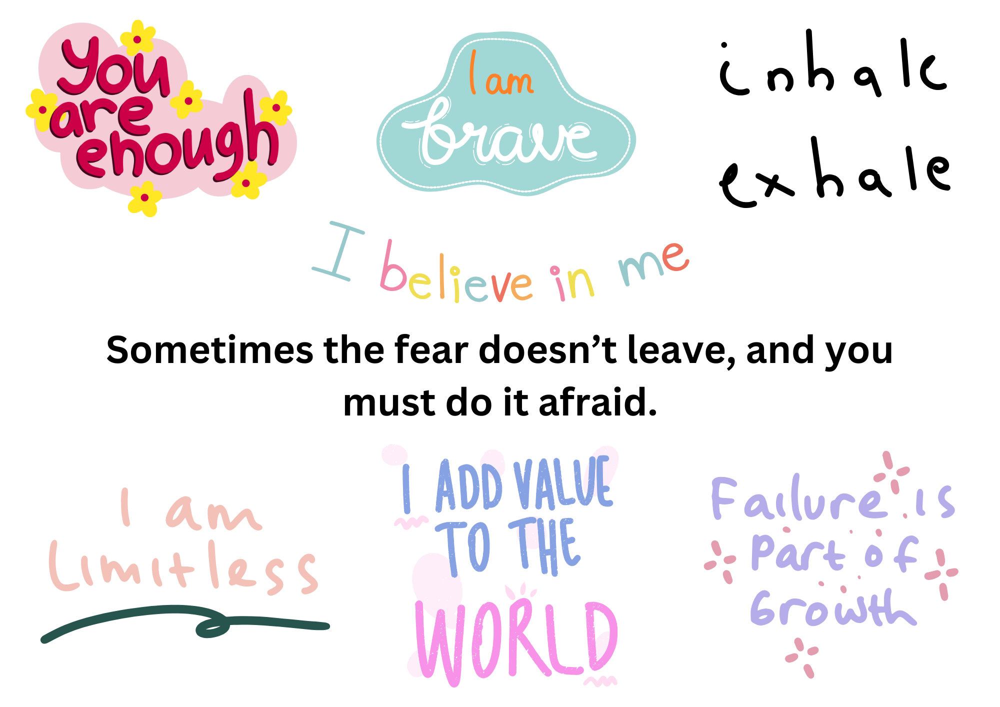 you
are
enough
I am
brave
inhale
exhale
I believe in me
Sometimes the fear doesn’t leave, and you
must do it afraid.
I am
Limitless
I ADD VALUE
TO THE
WORLD
Failure is
Part of
Growth